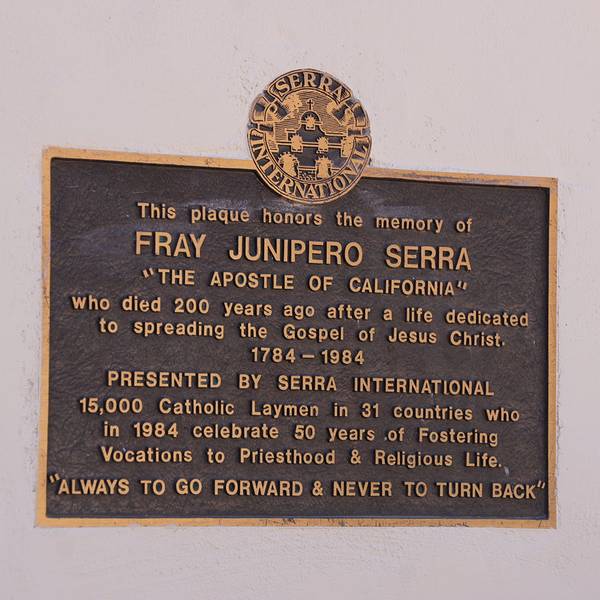 SERRA
INTERNATIONAL
This plaque honors the memory of
FRAY JUNIPERO SERRA
"THE APOSTLE OF CALIFORNIA"
who died 200 years ago after a life dedicated
to spreading the Gospel of Jesus Christ.
1784 – 1984
PRESENTED BY SERRA INTERNATIONAL
15,000 Catholic Laymen in 31 countries who
in 1984 celebrate 50 years of Fostering
Vocations to Priesthood & Religious Life.
"ALWAYS TO GO FORWARD & NEVER TO TURN BACK"